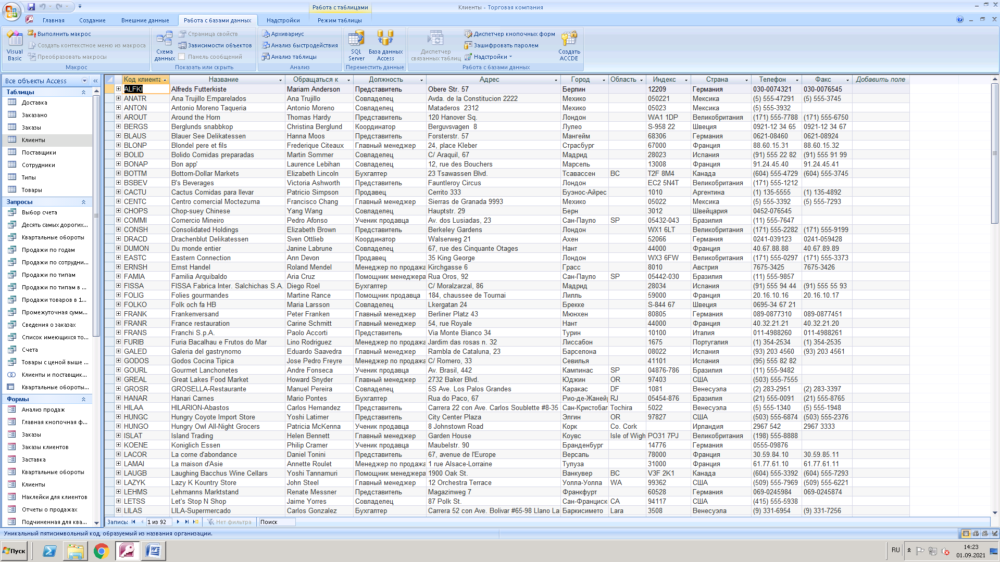 Работа с таблицами
Клиенты - Торговая компания
Главная Создание Внешние данные Работа с базами данных Надстройки Режим таблицы
Visual Basic
Выполнить макрос
Создать контекстное меню из макроса
Преобразовать макросы
Макрос
Схема данных
Страница свойств
Зависимости объектов
Панель сообщений
Показать или скрыть
Архивариус
Анализ быстродействия
Анализ таблицы
Анализ
SQL Server
База данных Access
Переместить данные
Диспетчер связанных таблиц
Диспетчер кнопочных форм
Зашифровать паролем
Надстройки
Создать ACCDE
Работа с базами данных
Все объекты Access
Таблицы
Доставка
Заказано
Заказы
Клиенты
Поставщики
Сотрудники
Типы
Товары
Запросы
Выбор счета
Десять самых дорогих...
Квартальные обороты
Продажи по годам
Продажи по сотрудни...
Продажи по типам
Продажи по типам в ...
Продажи товаров в 1...
Промежуточная сумм...
Сведения о заказах
Список имеющихся то...
Счета
Товары с ценой выше ...
Клиенты и поставщик...
Квартальные обороты...
Формы
Анализ продаж
Главная кнопочная ф...
Заказы
Заказы клиентов
Заставка
Квартальные обороты
Клиенты
Наклейки для клиентов
Отчеты о продажах
Подчиненная для ква...
Код клиента Название Обращаться к Должность Адрес Город Область Индекс Страна Телефон Факс Добавить поле
ALFKI Alfreds Futterkiste Mariam Anderson Представитель Obere Str. 57 Берлин 12209 Германия 030-0074321 030-0076545
ANATR Ana Trujillo Emparelados Ana Trujillo Совладелец Avda. de la Constitucion 2222 Мехико 050221 Мексика (5) 555-47291 (5) 555-3745
ANTON Antonio Moreno Taqueria Antonio Moreno Совладелец Mataderos 2312 Мехико 05023 Мексика (5) 555-3932
AROUT Around the Horn Thomas Hardy Представитель 120 Hanover Sq. Лондон WA1 1DP Великобритания (171) 555-7788 (171) 555-6750
BERGS Berglunds snabbkop Christina Berglund Координатор Berguvsvagen 8 Лулео S-958 22 Швеция 0921-12 34 65 0921-12 34 67
BLAUS Blauer See Delikatessen Hanna Moos Представитель Forsterstr. 57 Мангейм 68306 Германия 0621-08460 0621-08924
BLONP Blondel pere et fils Frederique Citeaux Главный менеджер 24, place Kleber Страсбург 67000 Франция 88.60.15.31 88.60.15.32
BOLID Bolido Comidas preparadas Martin Sommer Совладелец C/ Araquil, 67 Мадрид 28023 Испания (91) 555 22 82 (91) 555 91 99
BONAP Bon app' Laurence Lebihan Совладелец 12, rue des Bouchers Марсель 13008 Франция 91.24.45.40 91.24.45.41
BOTTM Bottom-Dollar Markets Elizabeth Lincoln Бухгалтер 23 Tsawassen Blvd. Тсавассен BC T2F 8M4 Канада (604) 555-4729 (604) 555-3745
BSBEV B's Beverages Victoria Ashworth Представитель Fauntleroy Circus Лондон EC2 5N4T Великобритания (171) 555-1212
CACTU Cactus Comidas para llevar Patricio Simpson Продавец Cerrito 333 Буэнос-Айрес 1010 Аргентина (1) 135-5555 (1) 135-4892
CENTC Centro comercial Moctezuma Francisco Chang Главный менеджер Sierras de Granada 9993 Мехико 05022 Мексика (5) 555-3392 (5) 555-7293
CHOPS Chop-suey Chinese Yang Wang Совладелец Hauptstr. 29 Берн 3012 Швейцария 0452-076545
COMMI Comercio Mineiro Pedro Afonso Ученик продавца Av. dos Lusiadas, 23 Сан-Пауло SP 05432-043 Бразилия (11) 555-7647
CONSH Consolidated Holdings Elizabeth Brown Представитель Berkeley Gardens Лондон WX1 6LT Великобритания (171) 555-2282 (171) 555-9199
DRACD Drachenblut Delikatessen Sven Ottlieb Координатор Walserweg 21 Ахен 52066 Германия 0241-039123 0241-059428
DUMON Du monde entier Janine Labrune Совладелец 67, rue des Cinquante Otages Нант 44000 Франция 40.67.88.88 40.67.89.89
EASTC Eastern Connection Ann Devon Продавец 35 King George Лондон WX3 6FW Великобритания (171) 555-0297 (171) 555-3373
ERNSH Ernst Handel Roland Mendel Менеджер по продажа Kirchgasse 6 Грасс 8010 Австрия 7675-3425 7675-3426
FAMIA Familia Arquibaldo Aria Cruz Помощник менеджера Rua Oros, 92 Сан-Пауло SP 05442-030 Бразилия (11) 555-9857
FISSA FISSA Fabrica Inter. Salchichas S.A. Diego Roel Бухгалтер C/ Moralzarzal, 86 Мадрид 28034 Испания (91) 555 94 44 (91) 555 55 93
FOLIG Folies gourmandes Martine Rance Помощник продавца 184, chaussee de Tournai Лилль 59000 Франция 20.16.10.16 20.16.10.17
FOLKO Folk och fa HB Maria Larsson Совладелец Lkergatan 24 Брекке S-844 67 Швеция 0695-34 67 21
FRANK Frankenversand Peter Franken Главный менеджер Berliner Platz 43 Мюнхен 80805 Германия 089-0877310 089-0877451
FRANR France restauration Carine Schmitt Главный менеджер 54, rue Royale Нант 44000 Франция 40.32.21.21 40.32.21.20
FRANS Franchi S.p.A. Paolo Accorti Представитель Via Monte Bianco 34 Турин 10100 Италия 011-4988260 011-4988261
FURIB Furia Bacalhau e Frutos do Mar Lino Rodriguez Менеджер по продажа Jardim das rosas n. 32 Лиссабон 1675 Португалия (1) 354-2534 (1) 354-2535
GALED Galeria del gastrynomo Eduardo Saavedra Главный менеджер Rambla de Cataluna, 23 Барселона 08022 Испания (93) 203 4560 (93) 203 4561
GODOS Godos Cocina Tipica Jose Pedro Freyre Менеджер по продажа C/ Romero, 33 Севилья 41101 Испания (95) 555 82 82
GOURL Gourmet Lanchonetes Andre Fonseca Ученик продавца Av. Brasil, 442 Кампинас SP 04876-786 Бразилия (11) 555-9482
GREAL Great Lakes Food Market Howard Snyder Главный менеджер 2732 Baker Blvd. Юджин OR 97403 США (503) 555-7555
GROSR GROSELLA-Restaurante Manuel Pereira Совладелец 5S Ave. Los Palos Grandes Каракас DF 1081 Венесуэла (2) 283-2951 (2) 283-3397
HANAR Hanari Carnes Mario Pontes Бухгалтер Rua do Paco, 67 Рио-де-Жанейр RJ 05454-876 Бразилия (21) 555-0091 (21) 555-8765
HILAA HILARION-Abastos Carlos Hernandez Представитель Carrera 22 con Ave. Carlos Soublette #8-35 Сан-Кристобал Tochira 5022 Венесуэла (5) 555-1340 (5) 555-1948
HUNGC Hungry Coyote Import Store Yoshi Latimer Представитель City Center Plaza Элгин OR 97827 США (503) 555-6874 (503) 555-2376
HUNGO Hungry Owl All-Night Grocers Patricia McKenna Ученик продавца 8 Johnstown Road Корк Co. Cork Ирландия 2967 542 2967 3333
ISLAT Island Trading Helen Bennett Главный менеджер Garden House Коувс Isle of Wigh PO31 7PJ Великобритания (198) 555-8888
KOENE Koniglich Essen Philip Cramer Ученик продавца Maubelstr. 90 Бранденбург 14776 Германия 0555-09876
LACOR La corne d'abondance Daniel Tonini Представитель 67, avenue de l'Europe Версаль 78000 Франция 30.59.84.10 30.59.85.11
LAMAI La maison d'Asie Annette Roulet Менеджер по продажа 1 rue Alsace-Lorraine Тулуза 31000 Франция 61.77.61.10 61.77.61.11
LAUGB Laughing Bacchus Wine Cellars Yoshi Tannamuri Помощник менеджера 1900 Oak St. Ванкувер BC V3F 2K1 Канада (604) 555-3392 (604) 555-7293
LAZYK Lazy K Kountry Store John Steel Главный менеджер 12 Orchestra Terrace Уолла-Уолла WA 99362 США (509) 555-7969 (509) 555-6221
LEHMS Lehmanns Marktstand Renate Messner Представитель Magazinweg 7 Франкфурт 60528 Германия 069-0245984 069-0245874
LETSS Let's Stop N Shop Jaime Yorres Совладелец 87 Polk St. Сан-Франциск CA 94117 США (415) 555-5938
LILAS LILA-Supermercado Carlos Gonzalez Бухгалтер Carrera 52 con Ave. Bolivar #65-98 Llano La Баркисимето Lara 3508 Венесуэла (9) 331-6954 (9) 331-7256
Запись: 1 из 92 Нет фильтра Поиск
Уникальный пятисимвольный код, образуемый из названия организации.
Пуск
RU
14:23
01.09.2021